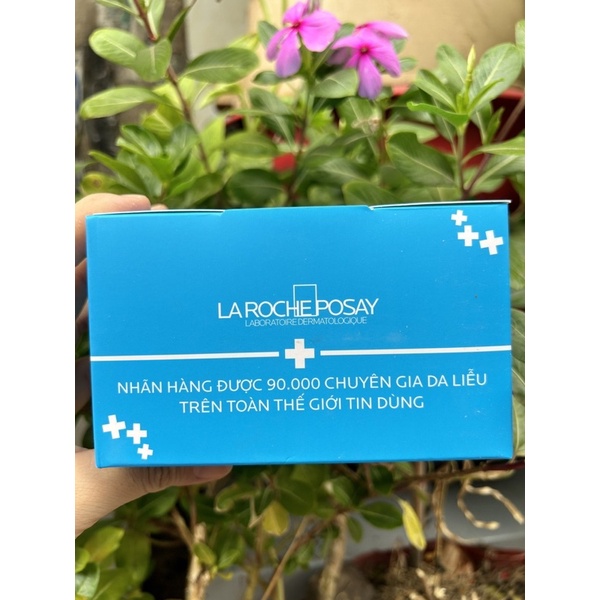 LA ROCHE POSAY
LABORATOIRE DERMATOLOGIQUE
NHÃN HÀNG ĐƯỢC 90.000 CHUYÊN GIA DA LIỄU
TRÊN TOÀN THẾ GIỚI TIN DÙNG